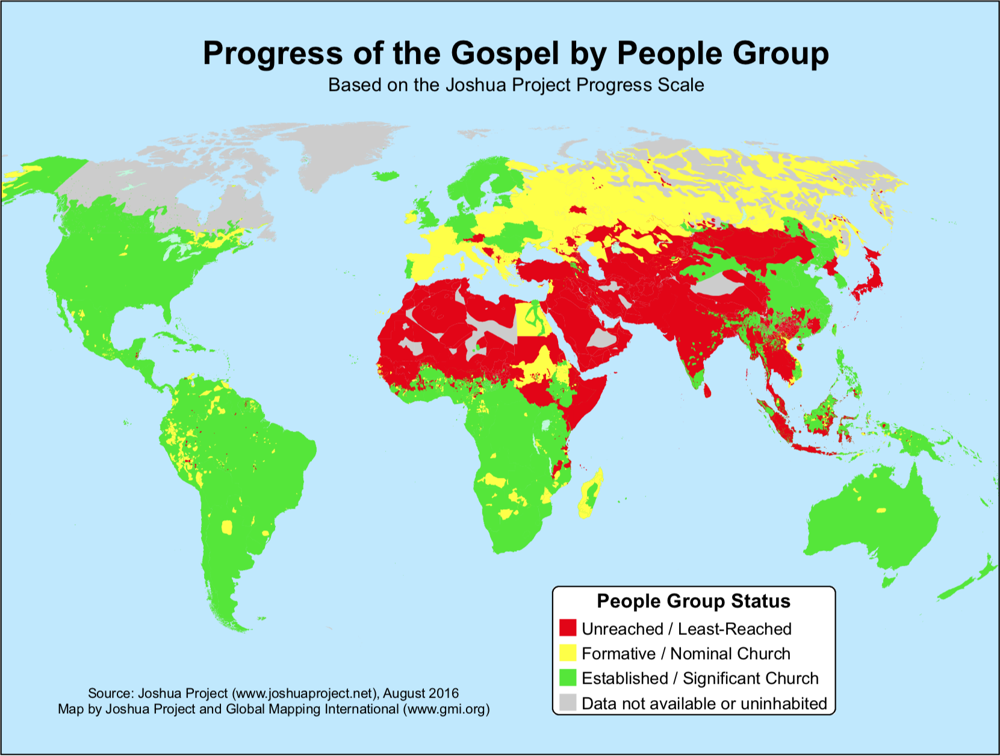 Progress of the Gospel by People Group
Based on the Joshua Project Progress Scale
People Group Status
Unreached / Least-Reached
Formative / Nominal Church
Established / Significant Church
Data not available or uninhabited
Source: Joshua Project (www.joshuaproject.net), August 2016
Map by Joshua Project and Global Mapping International (www.gmi.org)